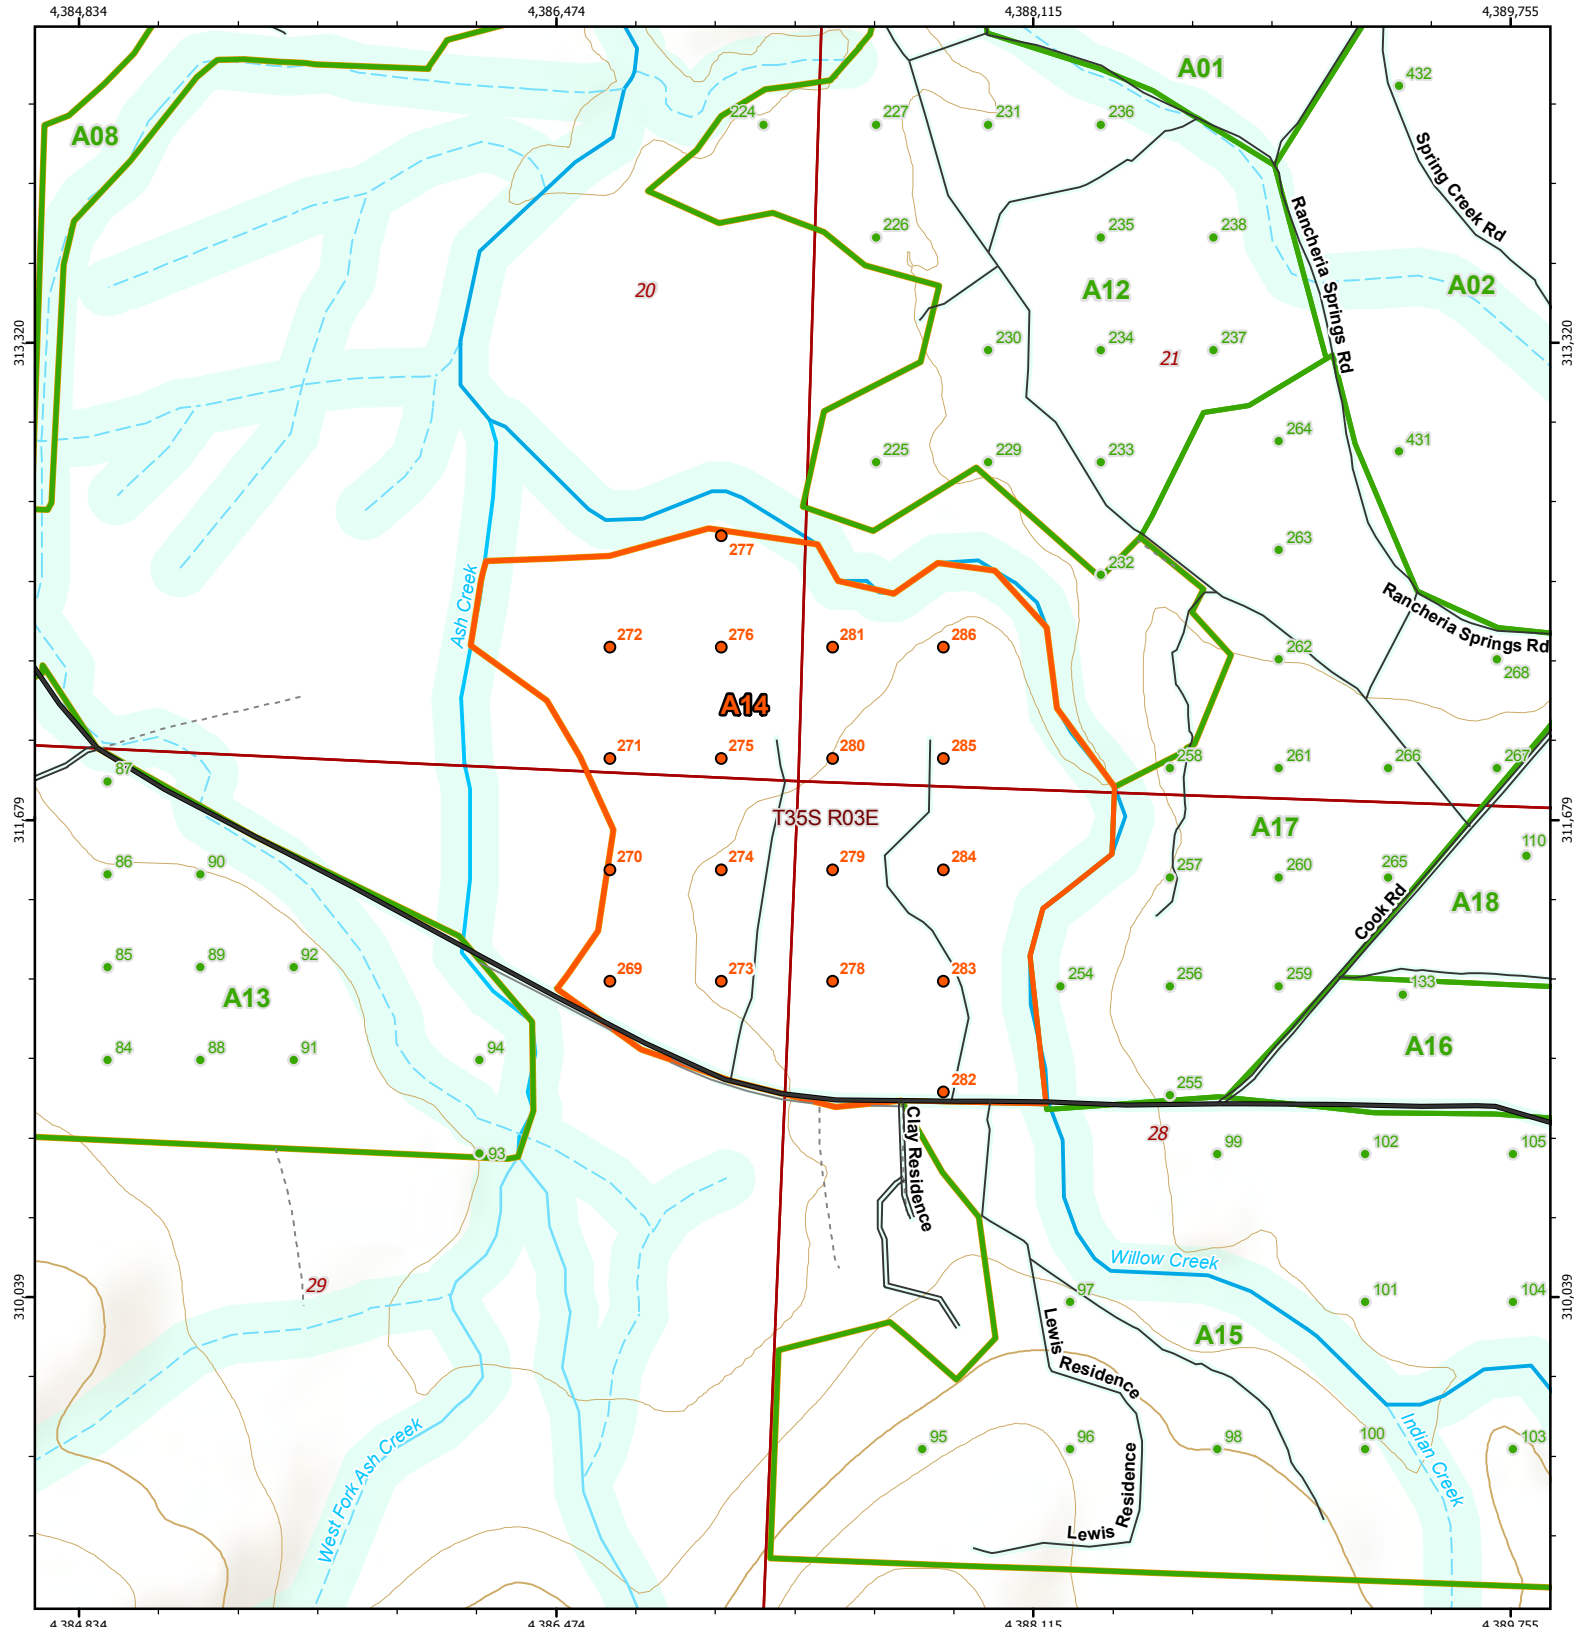 4,384,834 4,386,474 4,388,115 4,389,755
A01
432
224 227 231 236
A08
Spring Creek Rd
226 235 238
Rancheria Springs Rd
20
A12
A02
313,320
313,320
230 234 237
21
264 431
225 229 233
277
263
232
Ash Creek
Rancheria Springs Rd
272 276 281 286
262
268
A14
271 275 280 285
258 261 266 267
87
T35S R03E
311,679
311,679
A17
110
86 90
270 274 279 284
257 260 265
A18
Cook Rd
85 89 92
269 273 278 283
254 256 259 133
A13
84 88 91 94
A16
282
255
Clay Residence
28
93
99 102 105
Willow Creek
29
310,039
310,039
97 101 104
Lewis Residence
A15
West Fork Ash Creek
Indian Creek
95 96 98 100 103
Lewis Residence
4,384,834 4,386,474 4,388,115 4,389,755